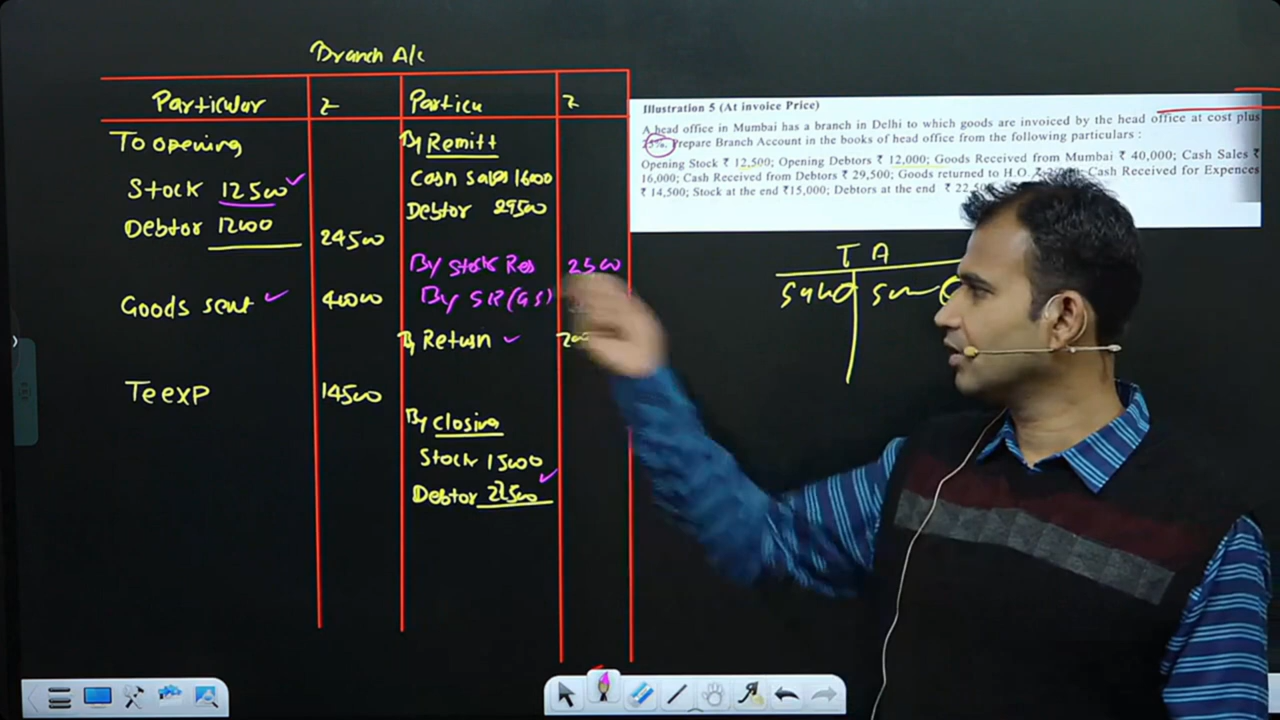 Branch A/c
Particular ₹ Particu ₹
To opening
Stock 12500
Debtor 12000
24500
Goods sent 40000
To exp 14500
By Remitt
Cash sales 16000
Debtor 29500
By Stock Res 2500
By SR (GS)
By Return
By Closing
Stock 15000
Debtor 22500
Illustration 5 (At invoice Price)
A head office in Mumbai has a branch in Delhi to which goods are invoiced by the head office at cost plus
25%. Prepare Branch Account in the books of head office from the following particulars :
Opening Stock ₹ 12,500; Opening Debtors ₹ 12,000; Goods Received from Mumbai ₹ 40,000; Cash Sales ₹
16,000; Cash Received from Debtors ₹ 29,500; Goods returned to H.O. ₹ Cash Received for Expences
₹ 14,500; Stock at the end ₹15,000; Debtors at the end ₹ 22,50
T A